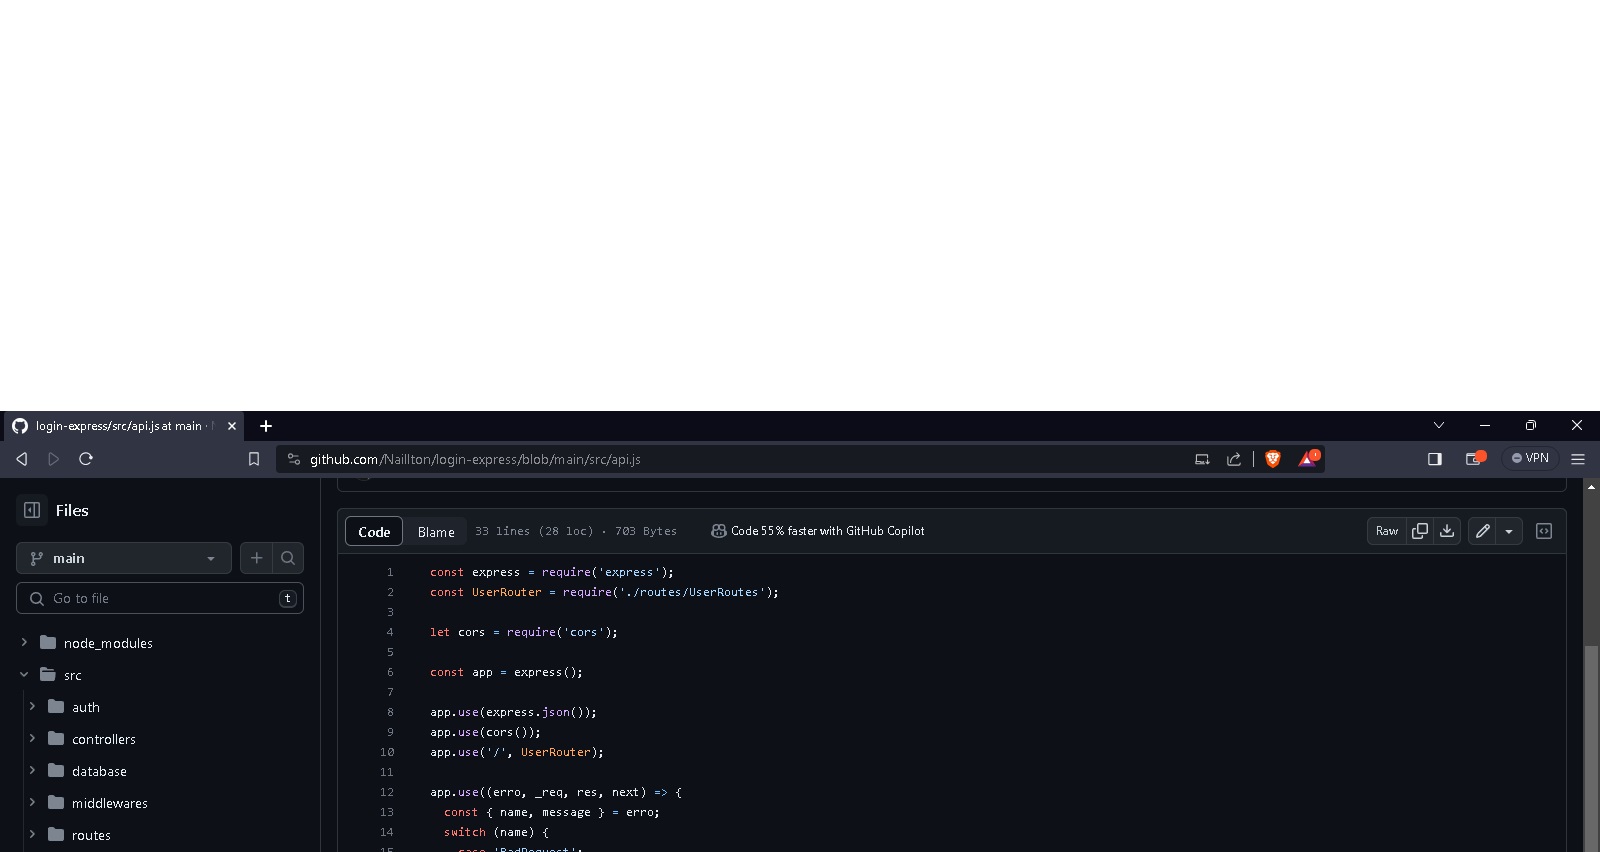 login-express/src/api.js at main ·
github.com/Naillton/login-express/blob/main/src/api.js
VPN
Files
main
Go to file
t
node_modules
src
auth
controllers
database
middlewares
routes
Code
Blame
33 lines (28 loc) · 703 Bytes
Code 55% faster with GitHub Copilot
Raw
1 const express = require('express');
2 const UserRouter = require('./routes/UserRoutes');
3
4 let cors = require('cors');
5
6 const app = express();
7
8 app.use(express.json());
9 app.use(cors());
10 app.use('/', UserRouter);
11
12 app.use((erro, _req, res, next) => {
13 const { name, message } = erro;
14 switch (name) {
15 case 'BadRequest':